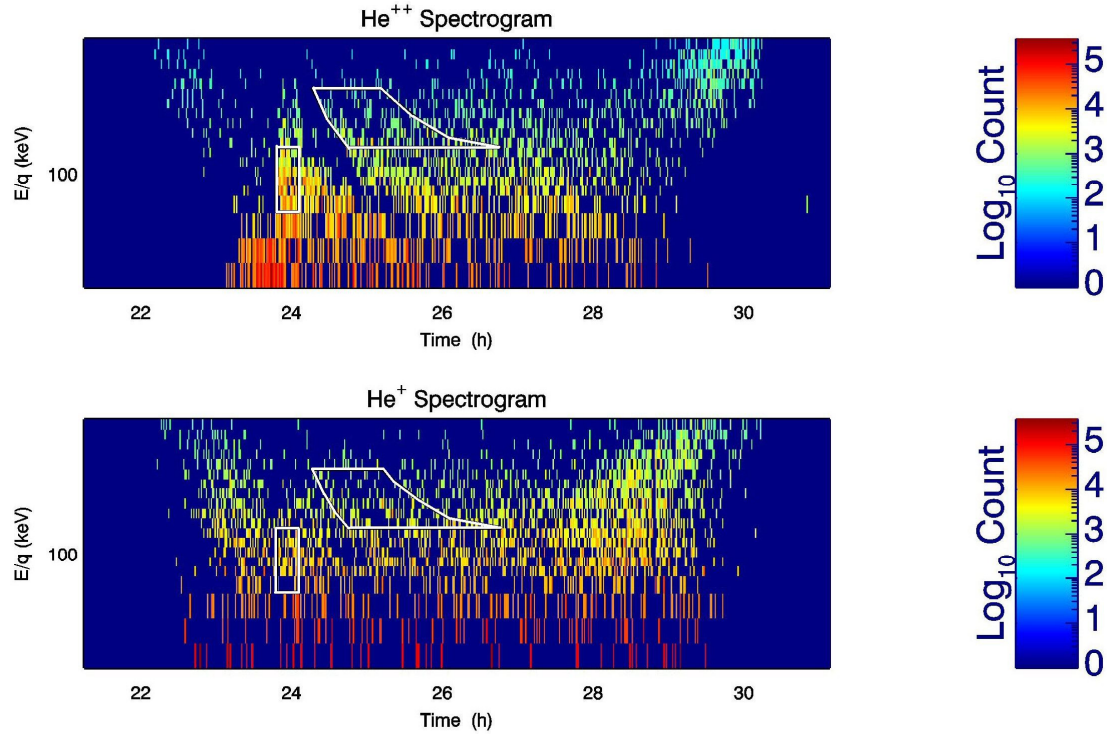 He++ Spectrogram
E/q (keV)
100
22 24 26 28 30
Time (h)
Log10 Count
5
4
3
2
1
0
He+ Spectrogram
E/q (keV)
100
22 24 26 28 30
Time (h)
Log10 Count
5
4
3
2
1
0